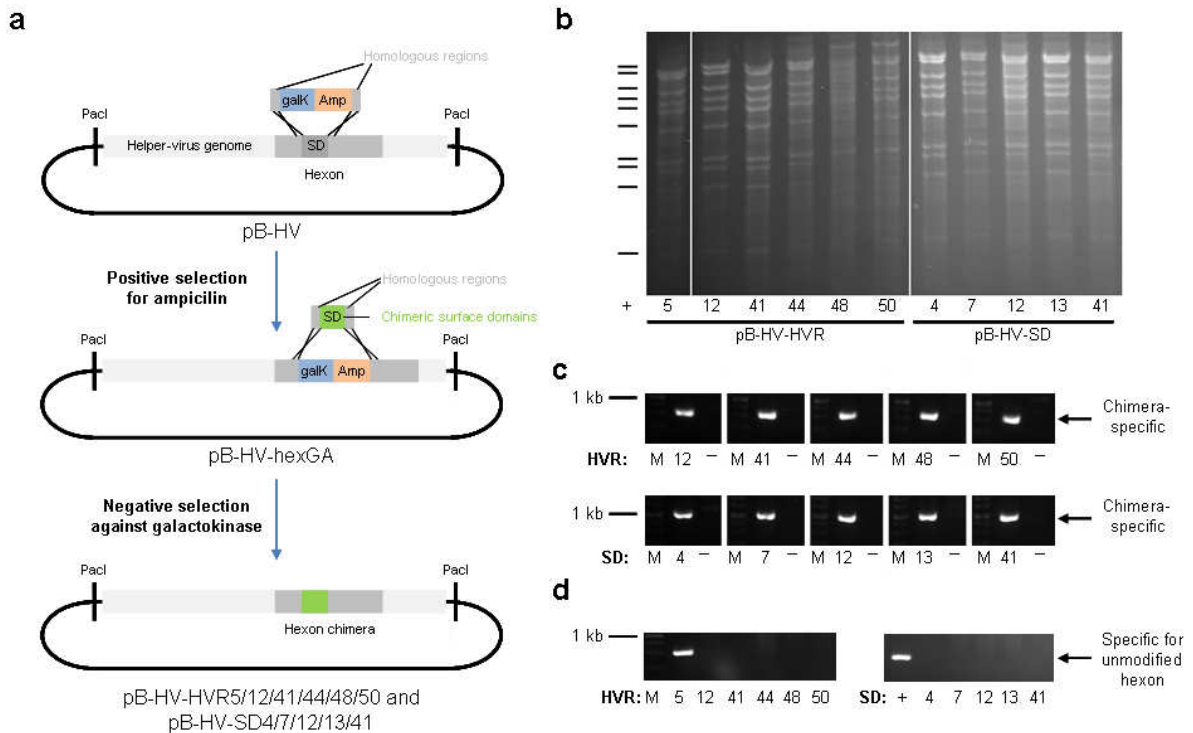 a
Homologous regions
galK Amp
PacI PacI
Helper-virus genome SD
Hexon
pB-HV
Positive selection
for ampicilin
Homologous regions
SD Chimeric surface domains
PacI PacI
galK Amp
pB-HV-hexGA
Negative selection
against galactokinase
PacI PacI
Hexon chimera
pB-HV-HVR5/12/41/44/48/50 and
pB-HV-SD4/7/12/13/41
b
+ 5 12 41 44 48 50 4 7 12 13 41
pB-HV-HVR pB-HV-SD
c
1 kb
Chimera-
specific
HVR: M 12 – M 41 – M 44 – M 48 – M 50 –
1 kb
Chimera-
specific
SD: M 4 – M 7 – M 12 – M 13 – M 41 –
d
1 kb
Specific for
unmodified
hexon
HVR: M 5 12 41 44 48 50 SD: + 4 7 12 13 41